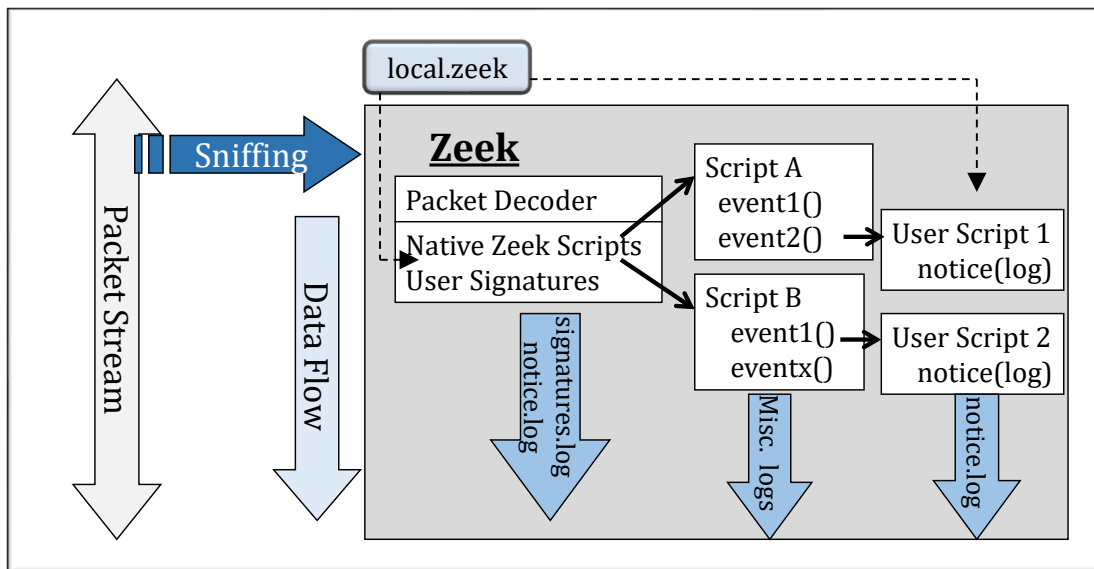 local.zeek
Sniffing
Packet Stream
Data Flow
Zeek
Packet Decoder
Native Zeek Scripts
User Signatures
signatures.log
notice.log
Script A
event1()
event2()
Script B
event1()
eventx()
Misc. logs
User Script 1
notice(log)
User Script 2
notice(log)
notice.log